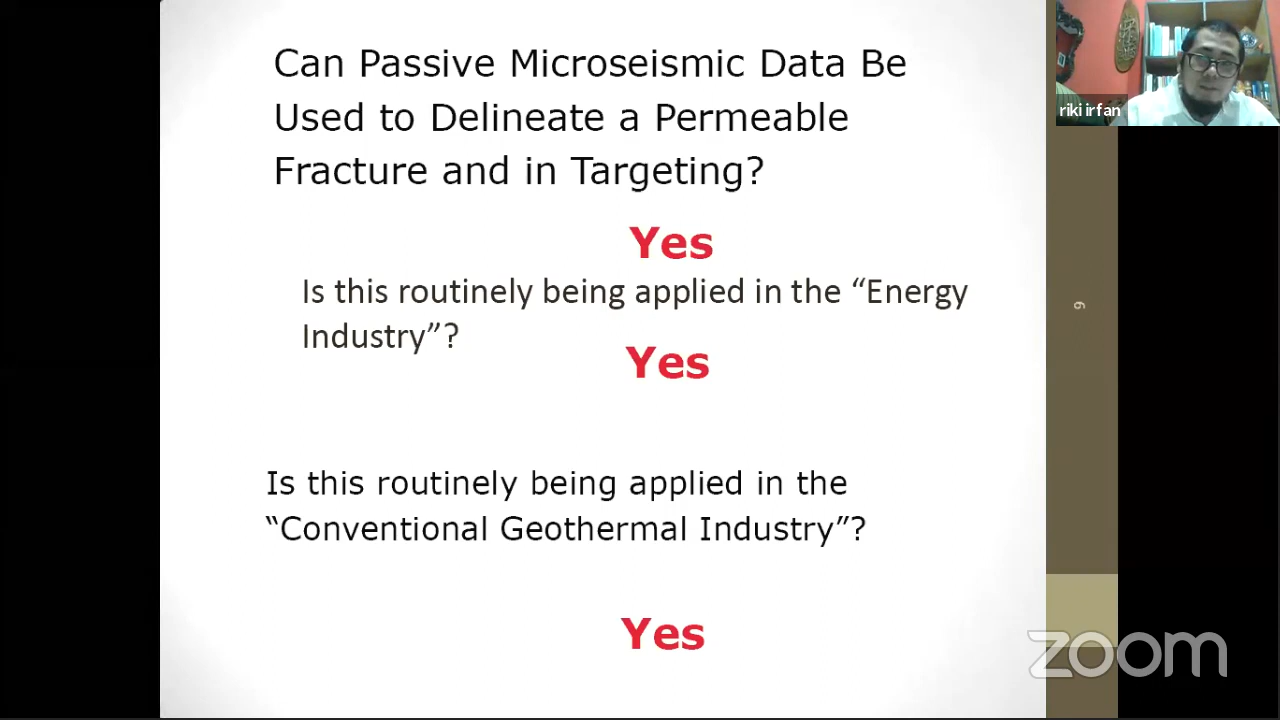 Can Passive Microseismic Data Be
Used to Delineate a Permeable
Fracture and in Targeting?
Yes
Is this routinely being applied in the “Energy
Industry”?
Yes
Is this routinely being applied in the
“Conventional Geothermal Industry”?
Yes
riki irfan
6
zoom